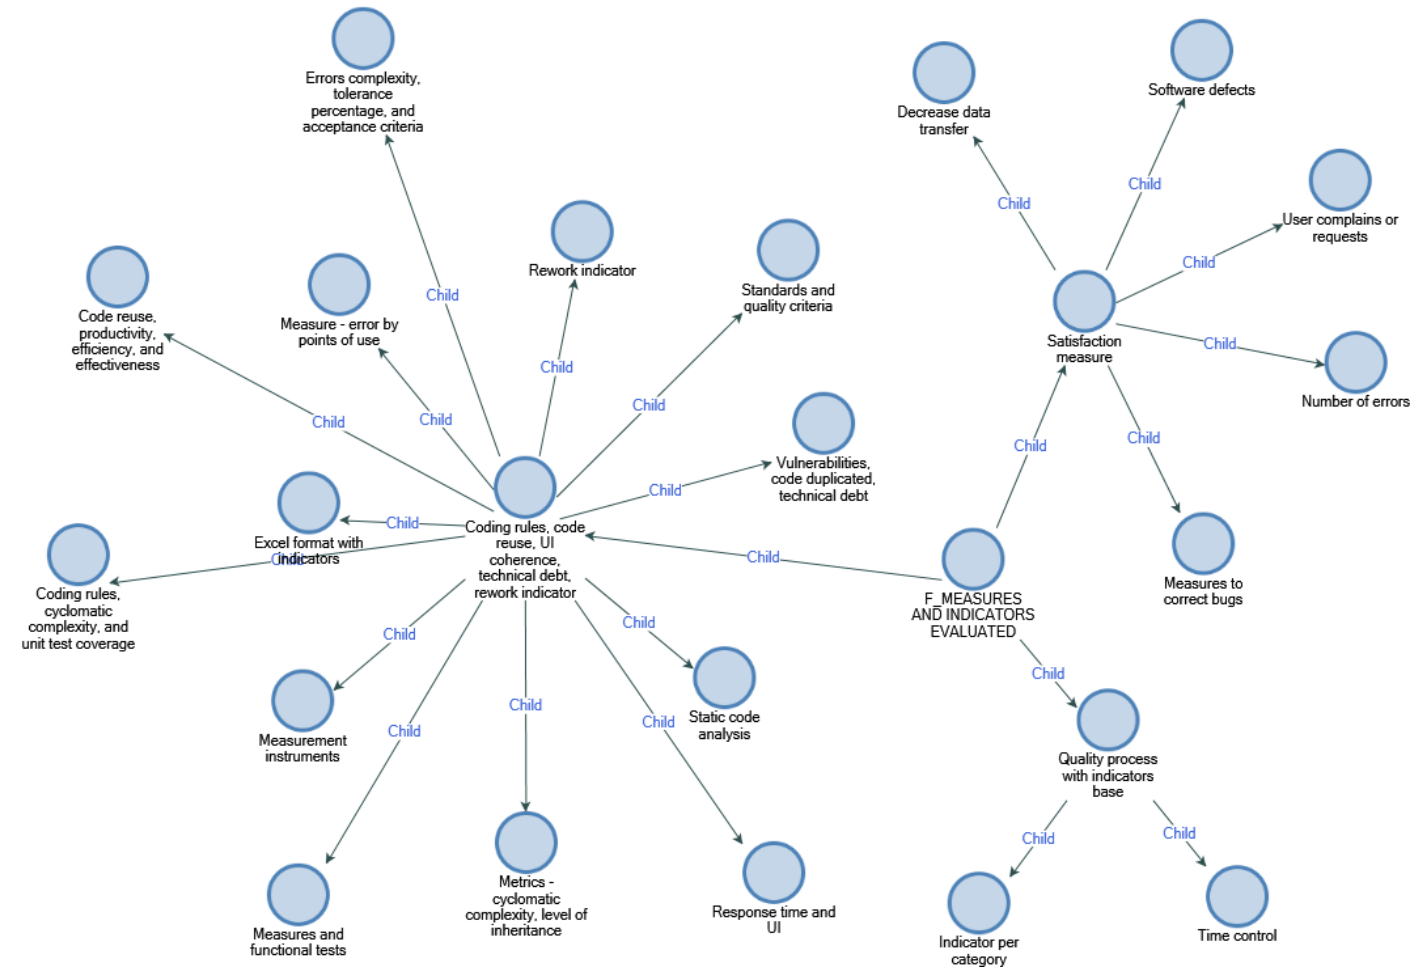 Errors complexity,
tolerance
percentage, and
acceptance criteria
Decrease data
transfer
Software defects
Child
Child
User complains or
requests
Child
Rework indicator
Standards and
quality criteria
Child
Code reuse,
productivity,
efficiency, and
effectiveness
Measure - error by
points of use
Satisfaction
measure
Child
Number of errors
Child
Child
Child
Child
Child
Child
Child
Vulnerabilities,
code duplicated,
technical debt
Child
Excel format with
indicators
Child
Child
Coding rules, code
reuse, UI
coherence,
technical debt,
rework indicator
Child
Coding rules,
cyclomatic
complexity, and
unit test coverage
F_MEASURES
AND INDICATORS
EVALUATED
Measures to
correct bugs
Child
Child
Child
Measurement
instruments
Static code
analysis
Child
Child
Child
Quality process
with indicators
base
Child
Child
Metrics -
cyclomatic
complexity, level of
inheritance
Response time and
UI
Measures and
functional tests
Indicator per
category
Time control